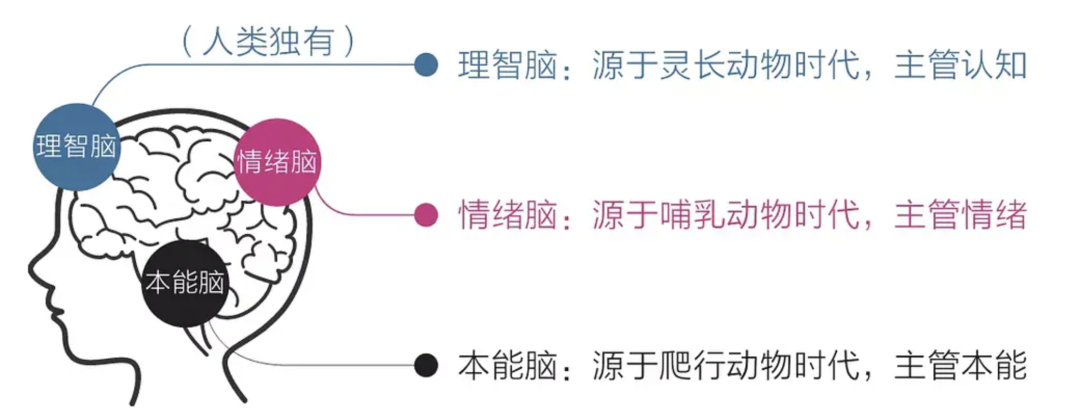 （人类独有）
理智脑：源于灵长动物时代，主管认知
理智脑
情绪脑
情绪脑：源于哺乳动物时代，主管情绪
本能脑
本能脑：源于爬行动物时代，主管本能